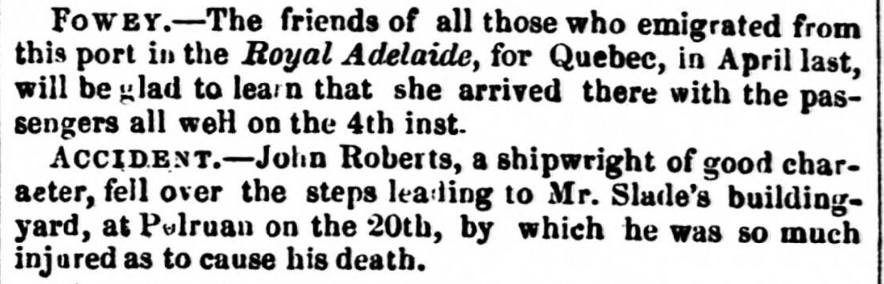 FOWEY.—The friends of all those who emigrated from
this port in the Royal Adelaide, for Quebec, in April last,
will be glad to learn that she arrived there with the pas-
sengers all well on the 4th inst.
ACCIDENT.—John Roberts, a shipwright of good char-
acter, fell over the steps leading to Mr. Slade's building-
yard, at Polruan on the 20th, by which he was so much
injured as to cause his death.